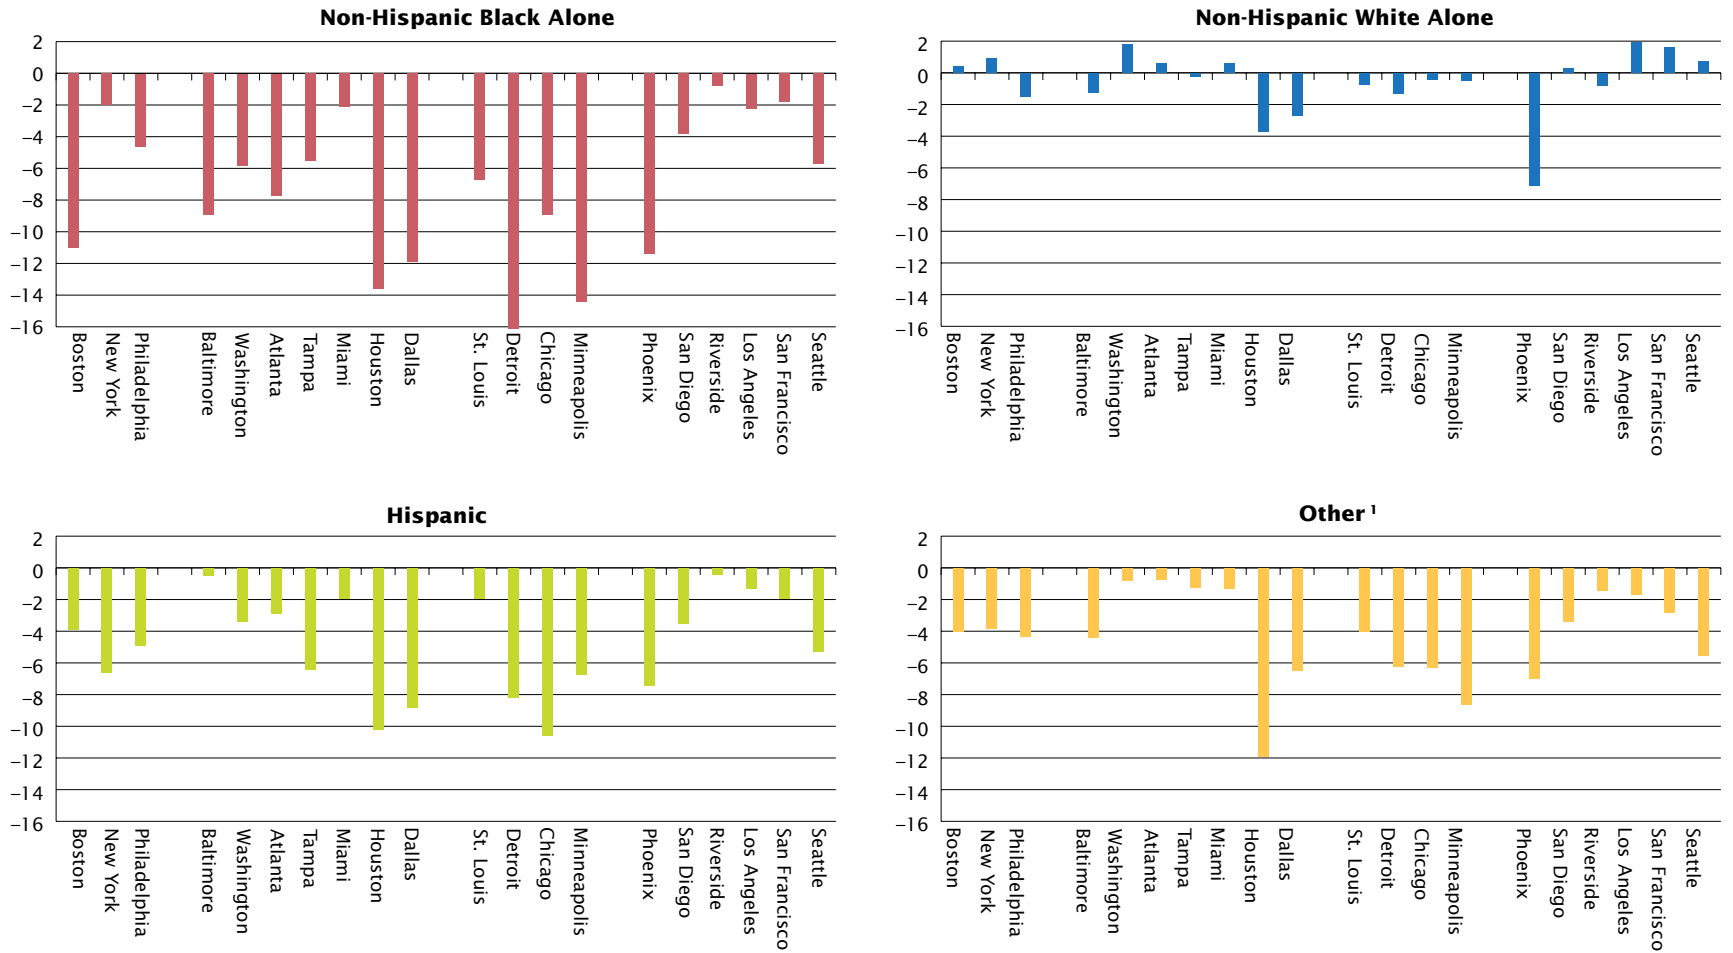 Non-Hispanic Black Alone
2
0
−2
−4
−6
−8
−10
−12
−14
−16
Boston
New York
Philadelphia
Baltimore
Washington
Atlanta
Tampa
Miami
Houston
Dallas
St. Louis
Detroit
Chicago
Minneapolis
Phoenix
San Diego
Riverside
Los Angeles
San Francisco
Seattle
Non-Hispanic White Alone
2
0
−2
−4
−6
−8
−10
−12
−14
−16
Boston
New York
Philadelphia
Baltimore
Washington
Atlanta
Tampa
Miami
Houston
Dallas
St. Louis
Detroit
Chicago
Minneapolis
Phoenix
San Diego
Riverside
Los Angeles
San Francisco
Seattle
Hispanic
2
0
−2
−4
−6
−8
−10
−12
−14
−16
Boston
New York
Philadelphia
Baltimore
Washington
Atlanta
Tampa
Miami
Houston
Dallas
St. Louis
Detroit
Chicago
Minneapolis
Phoenix
San Diego
Riverside
Los Angeles
San Francisco
Seattle
Other ¹
2
0
−2
−4
−6
−8
−10
−12
−14
−16
Boston
New York
Philadelphia
Baltimore
Washington
Atlanta
Tampa
Miami
Houston
Dallas
St. Louis
Detroit
Chicago
Minneapolis
Phoenix
San Diego
Riverside
Los Angeles
San Francisco
Seattle